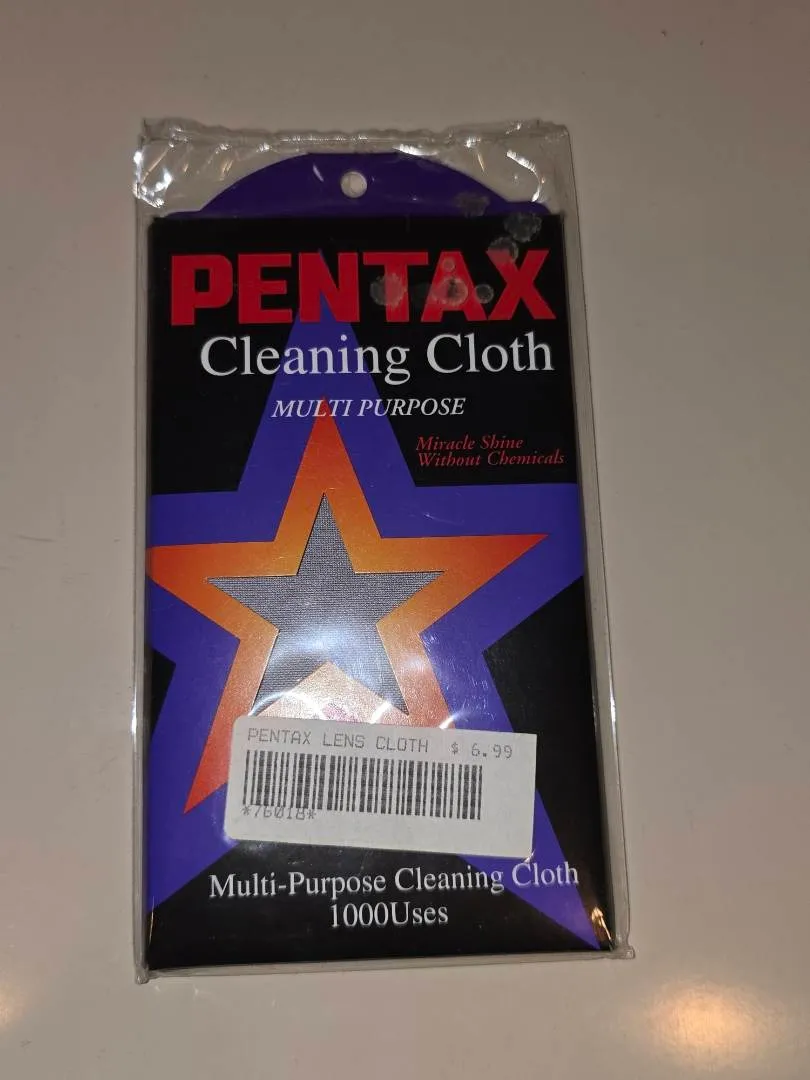 PENTAX
Cleaning Cloth
MULTI PURPOSE
Miracle Shine
Without Chemicals
PENTAX LENS CLOTH $ 6.99
*76018*
Multi-Purpose Cleaning Cloth
1000Uses